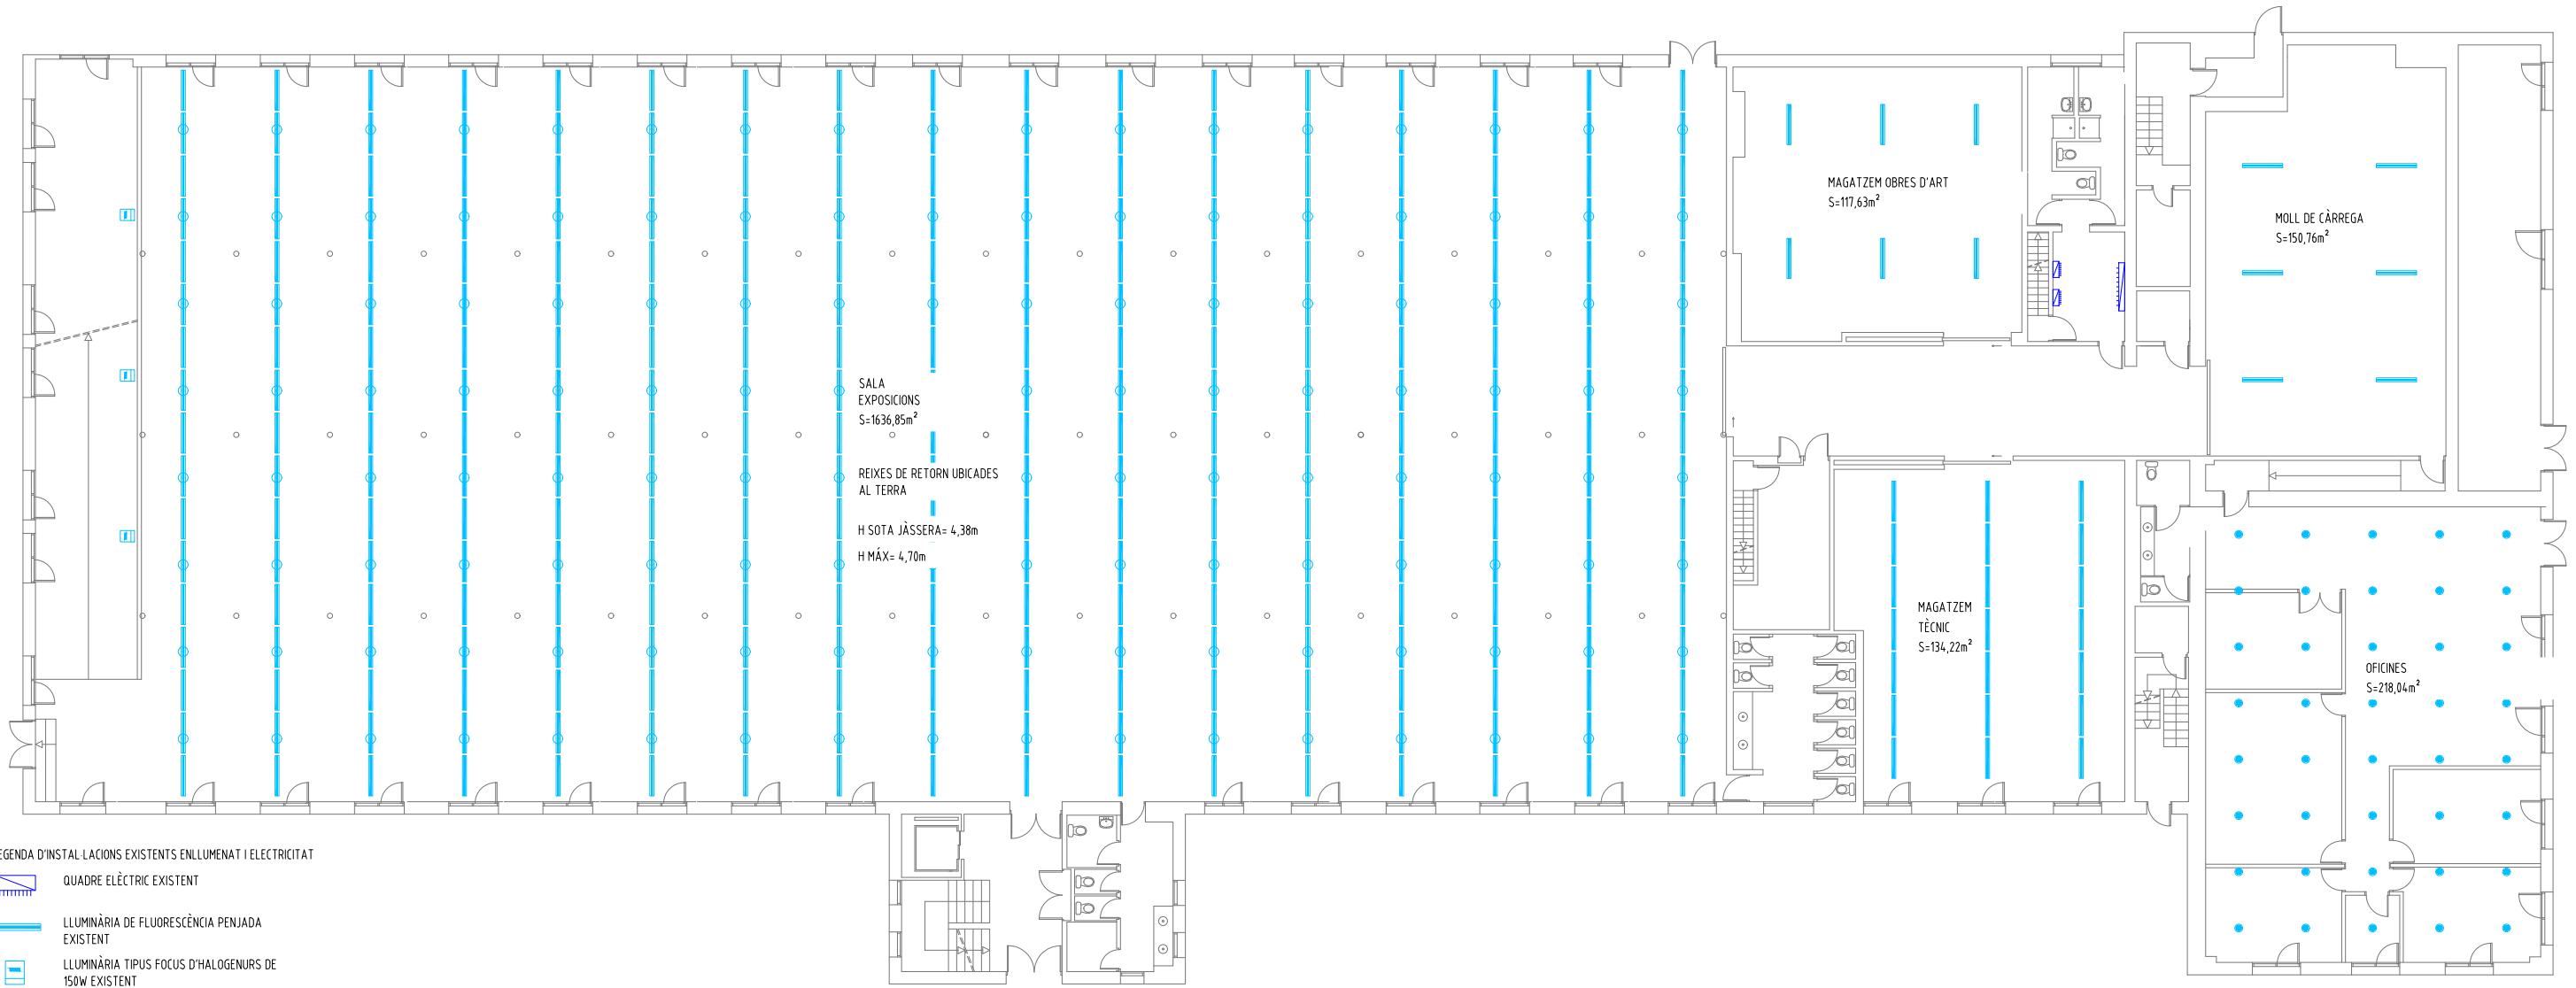 SALA
EXPOSICIONS
S=1636,85m²
REIXES DE RETORN UBICADES
AL TERRA
H SOTA JÀSSERA= 4,38m
H MÁX= 4,70m
MAGATZEM OBRES D'ART
S=117,63m²
MOLL DE CÀRREGA
S=150,76m²
MAGATZEM
TÈCNIC
S=134,22m²
OFICINES
S=218,04m²
EGENDA D'INSTAL·LACIONS EXISTENTS ENLLUMENAT I ELECTRICITAT
QUADRE ELÈCTRIC EXISTENT
LLUMINÀRIA DE FLUORESCÈNCIA PENJADA
EXISTENT
LLUMINÀRIA TIPUS FOCUS D'HALOGENURS DE
150W EXISTENT